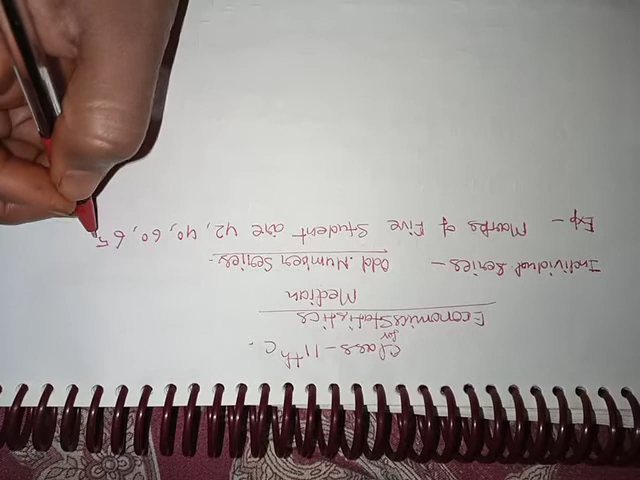 Class - 11th C.
Economics for Statistics
Median
Individual Series - Odd Number Series.
Exp - Marks of Five Student are 42, 40, 60, 65